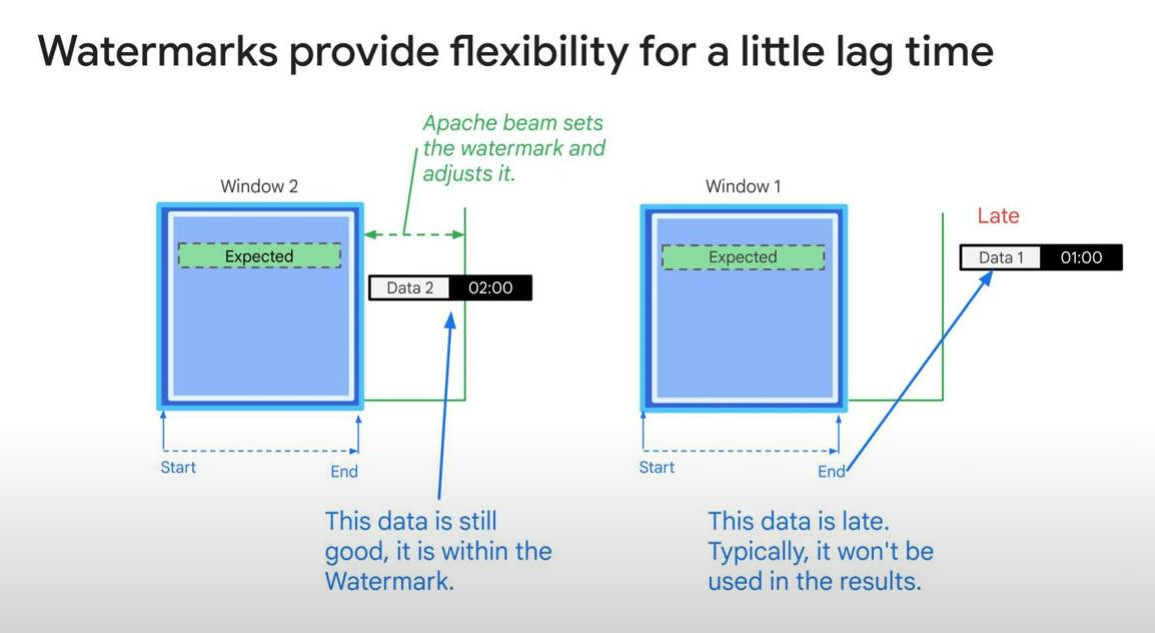 Watermarks provide flexibility for a little lag time
Apache beam sets
the watermark and
adjusts it.
Window 2
Expected
Data 2 02:00
Start
End
This data is still
good, it is within the
Watermark.
Window 1
Late
Expected
Data 1 01:00
Start
End
This data is late.
Typically, it won't be
used in the results.